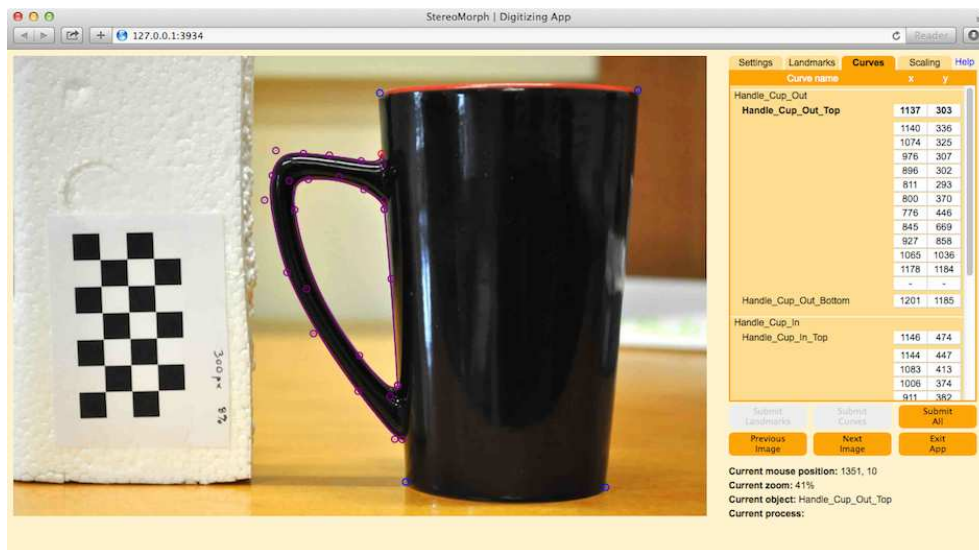 StereoMorph | Digitizing App
127.0.0.1:3934
Reader
Settings Landmarks Curves Scaling Help
Curve name x y
Handle_Cup_Out
Handle_Cup_Out_Top 1137 303
1140 336
1074 325
976 307
896 302
811 293
800 370
776 446
845 669
927 858
1065 1036
1178 1184
- -
Handle_Cup_Out_Bottom 1201 1185
Handle_Cup_In
Handle_Cup_In_Top 1146 474
1144 447
1083 413
1006 374
911 382
Submit Landmarks
Submit Curves
Submit All
Previous Image
Next Image
Exit App
Current mouse position: 1351, 10
Current zoom: 41%
Current object: Handle_Cup_Out_Top
Current process:
300 px